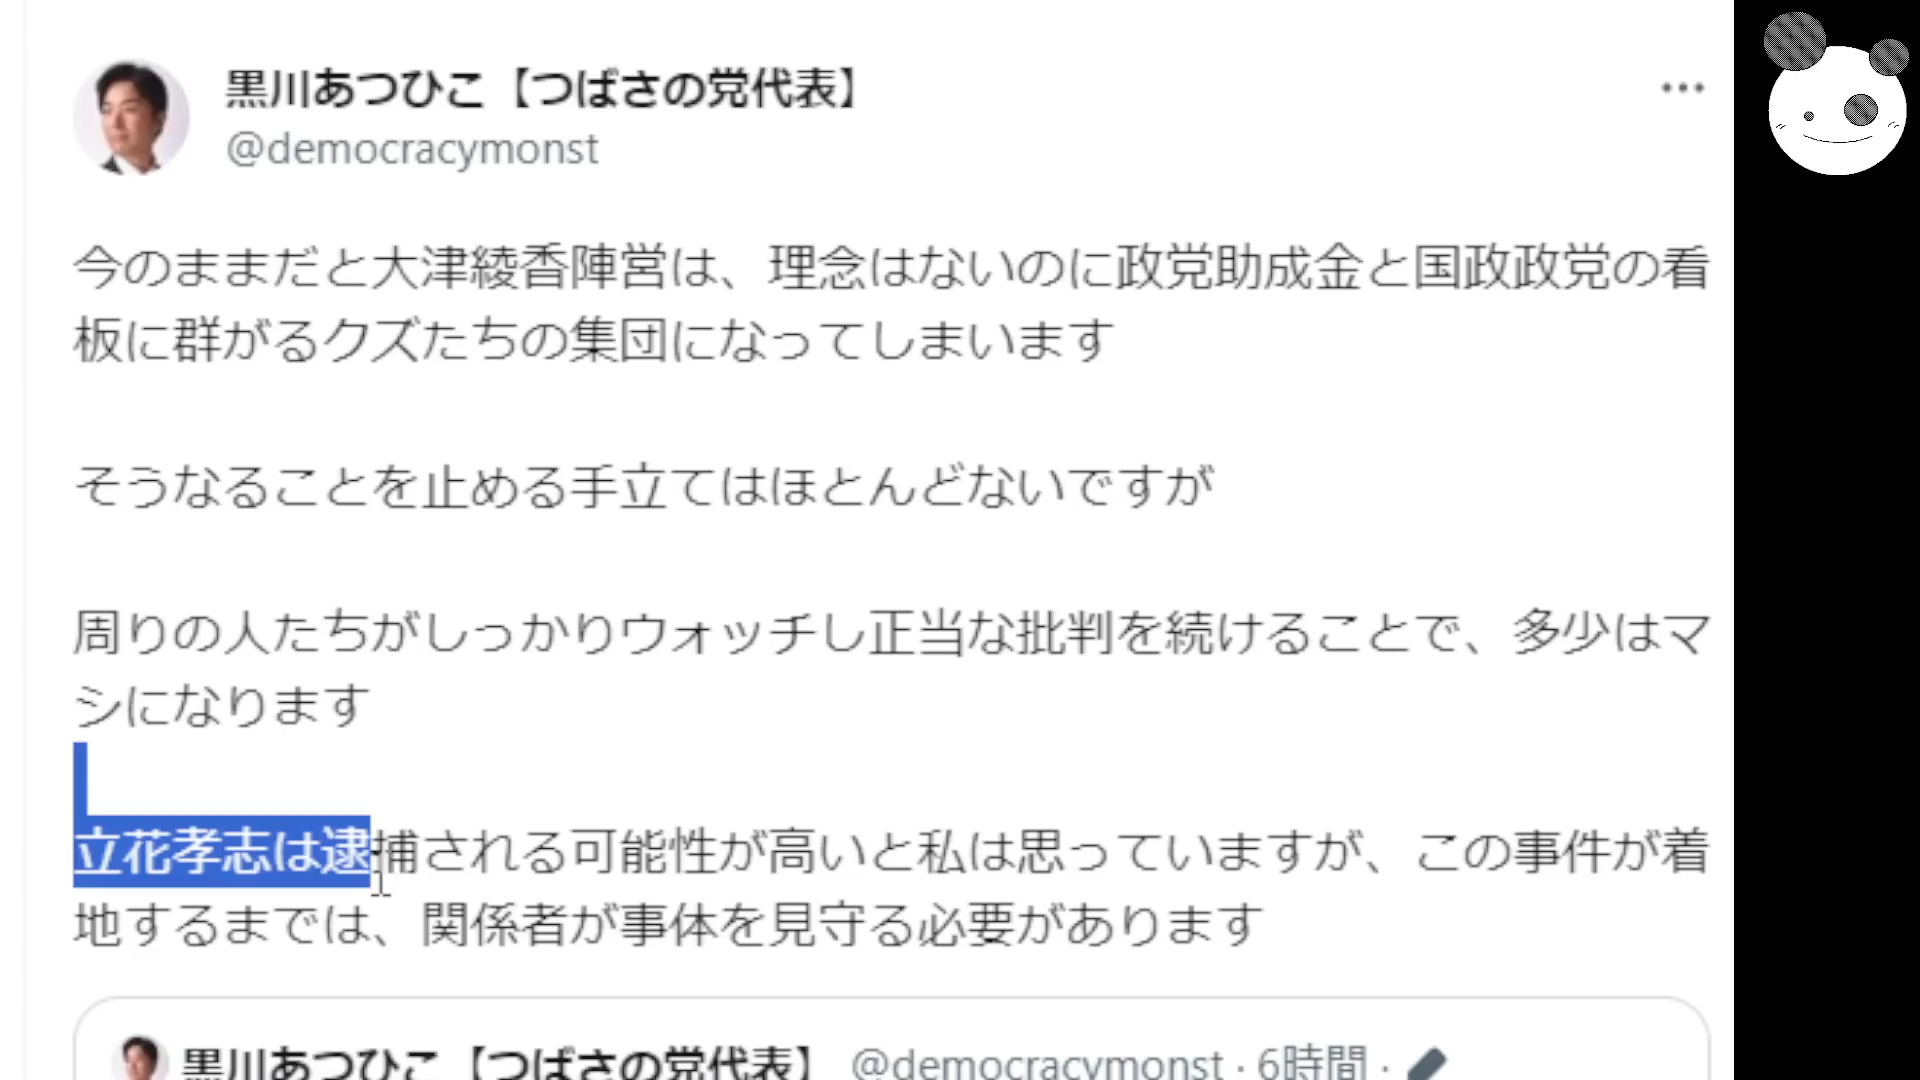 黒川あつひこ【つばさの党代表】
@democracymonst
今のままだと大津綾香陣営は、理念はないのに政党助成金と国政政党の看
板に群がるクズたちの集団になってしまいます
そうなることを止める手立てはほとんどないですが
周りの人たちがしっかりウォッチし正当な批判を続けることで、多少はマ
シになります
立花孝志は逮捕される可能性が高いと私は思っていますが、この事件が着
地するまでは、関係者が事体を見守る必要があります
黒川あつひこ【つばさの党代表】 @democracymonst · 6時間 ·